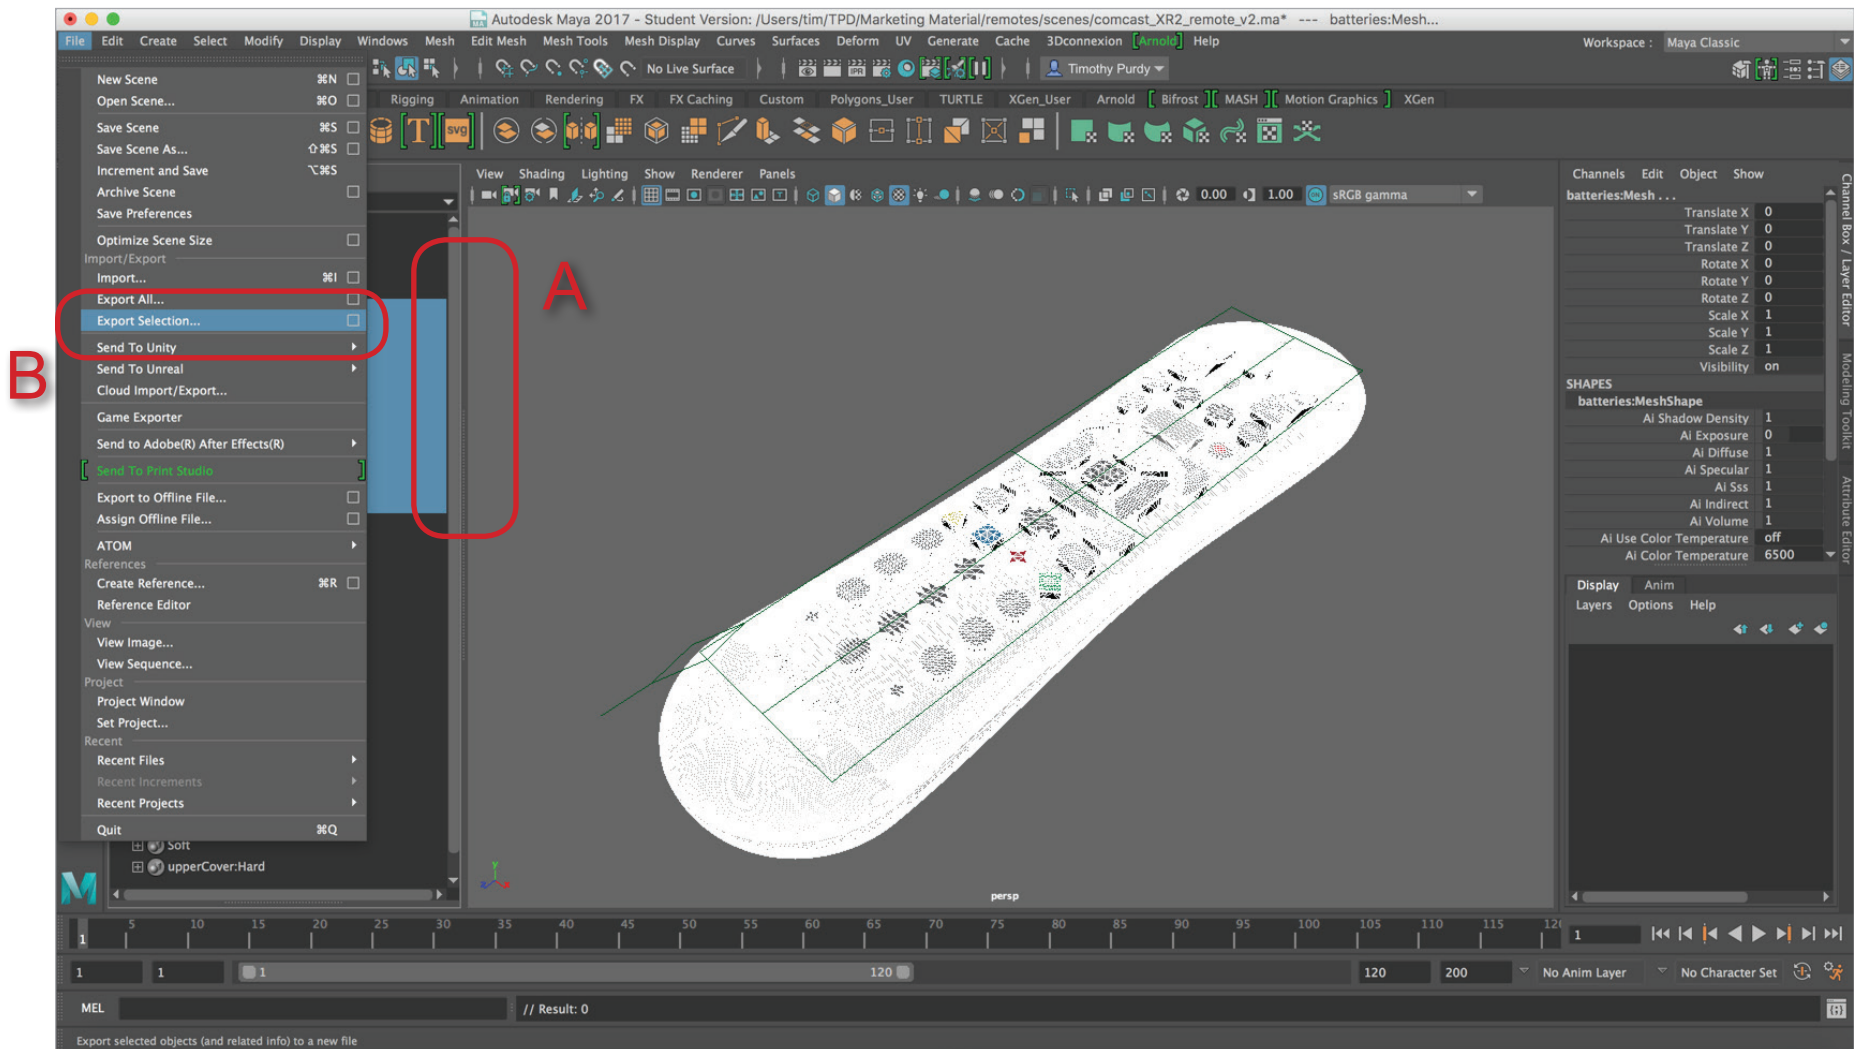 Autodesk Maya 2017 - Student Version: /Users/tim/TPD/Marketing Material/remotes/scenes/comcast_XR2_remote_v2.ma* --- batteries:Mesh...
File Edit Create Select Modify Display Windows Mesh Edit Mesh Mesh Tools Mesh Display Curves Surfaces Deform UV Generate Cache 3Dconnexion [Arnold] Help
Workspace : Maya Classic
No Live Surface
Timothy Purdy
Rigging Animation Rendering FX FX Caching Custom Polygons_User TURTLE XGen_User Arnold [ Bifrost ][ MASH ][ Motion Graphics ] XGen
New Scene ⌘N
Open Scene... ⌘O
Save Scene ⌘S
Save Scene As... ⇧⌘S
Increment and Save ⌥⌘S
Archive Scene
Save Preferences
Optimize Scene Size
Import/Export
Import... ⌘I
Export All...
Export Selection...
Send To Unity
Send To Unreal
Cloud Import/Export...
Game Exporter
Send to Adobe(R) After Effects(R)
[ Send To Print Studio ]
Export to Offline File...
Assign Offline File...
ATOM
References
Create Reference... ⌘R
Reference Editor
View
View Image...
View Sequence...
Project
Project Window
Set Project...
Recent
Recent Files
Recent Increments
Recent Projects
Quit ⌘Q
Soft
upperCover:Hard
A
B
View Shading Lighting Show Renderer Panels
0.00 1.00 sRGB gamma
persp
y
Channels Edit Object Show
batteries:Mesh . . .
Translate X 0
Translate Y 0
Translate Z 0
Rotate X 0
Rotate Y 0
Rotate Z 0
Scale X 1
Scale Y 1
Scale Z 1
Visibility on
SHAPES
batteries:MeshShape
Ai Shadow Density 1
Ai Exposure 0
Ai Diffuse 1
Ai Specular 1
Ai Sss 1
Ai Indirect 1
Ai Volume 1
Ai Use Color Temperature off
Ai Color Temperature 6500
Channel Box / Layer Editor
Modeling Toolkit
Attribute Editor
Display Anim
Layers Options Help
5 10 15 20 25 30 35 40 45 50 55 60 65 70 75 80 85 90 95 100 105 110 115 12
1
1
1 1 1 120 120 200 No Anim Layer No Character Set
MEL // Result: 0
Export selected objects (and related info) to a new file